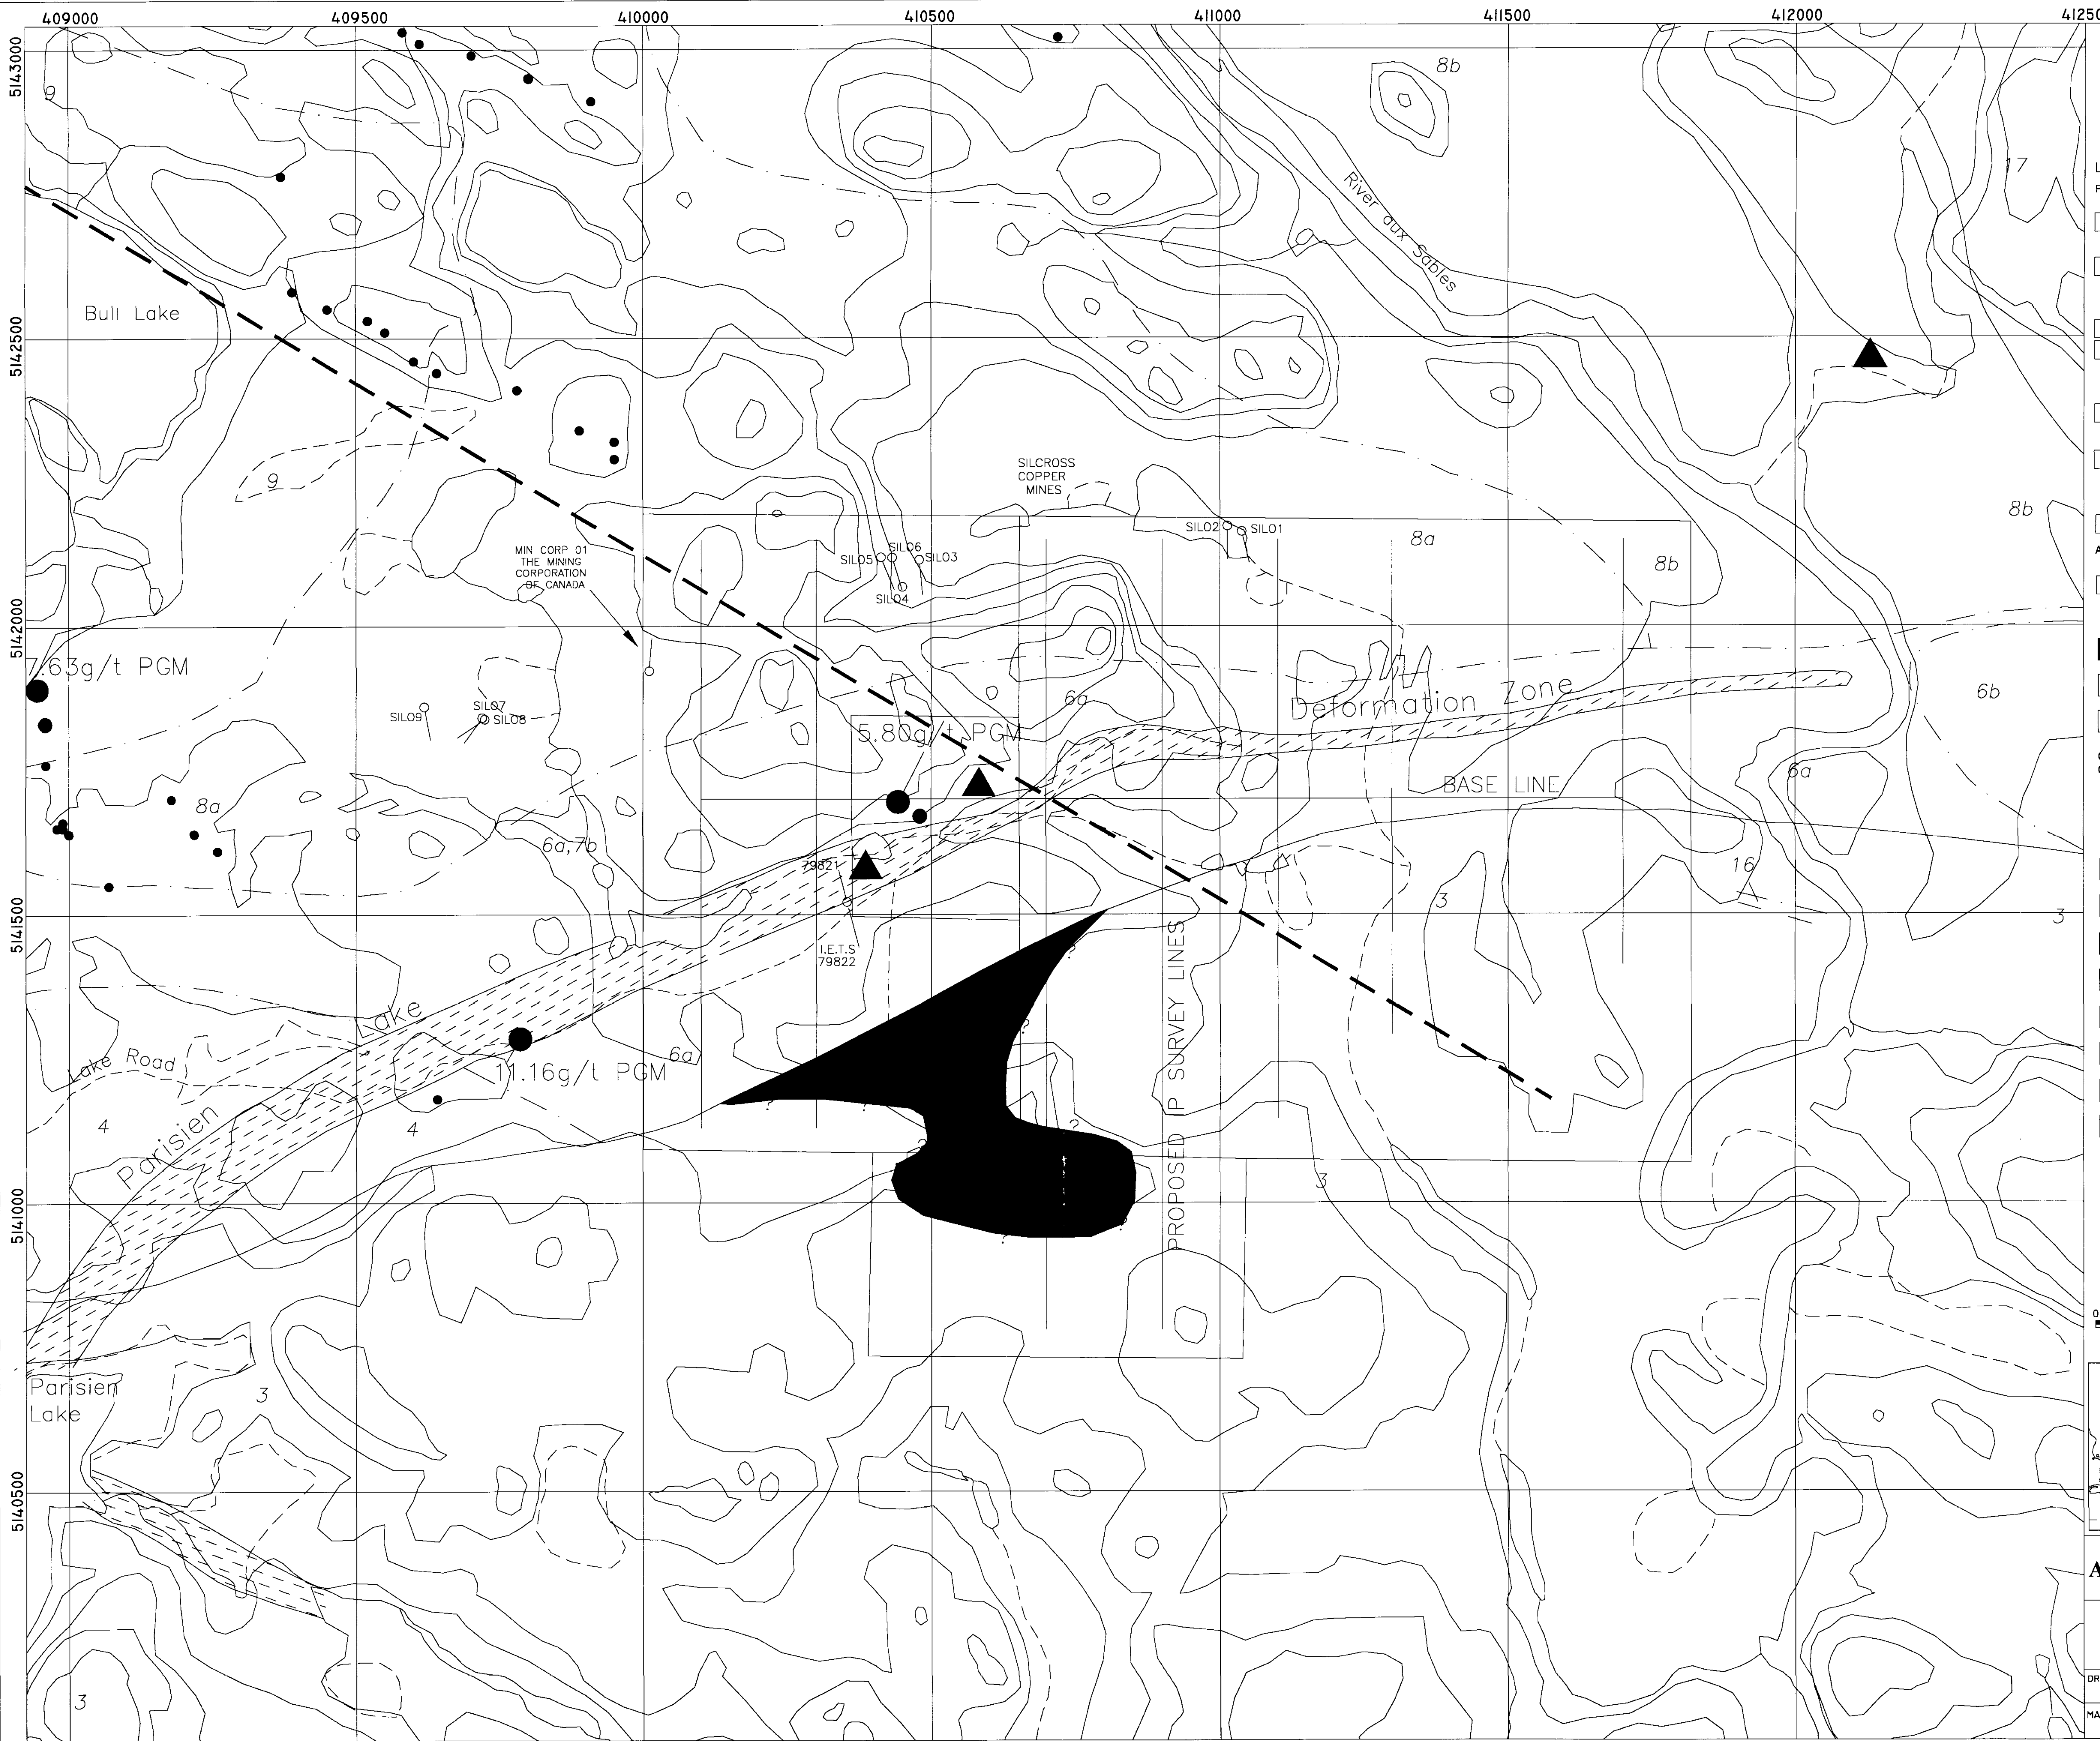 409000 409500 410000 410500 411000 411500 412000 41250
5143000
5142500
5142000
5141500
5141000
5140500
9
8b
17
River aux Sables
Bull Lake
9
SILCROSS
COPPER
MINES
SIL02
SIL01
8a
8b
8b
MIN CORP 01
THE MINING
CORPORATION
OF CANADA
SIL06
SIL05
SIL03
SIL04
7.63g/t PGM
SIL09
SIL07
SIL08
6a
Deformation Zone
6b
5.80g/t PGM
BASE LINE
6a
8a
6a,7b
79821
16
3
3
I.E.T.S
79822
?
PROPOSED IP SURVEY LINES
Lake
?
Lake Road
6a
11.16g/t PGM
?
?
4
4
?
?
Parisien
3
?
?
Parisien
Lake
3
3
L
A
DR
MA